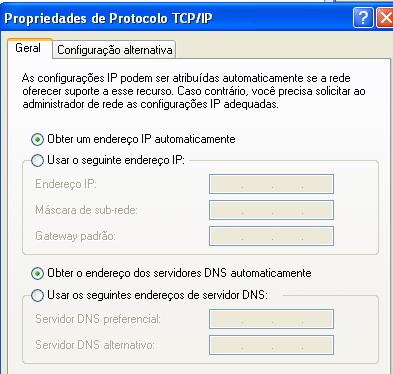 Propriedades de Protocolo TCP/IP
Geral
Configuração alternativa
As configurações IP podem ser atribuídas automaticamente se a rede
oferecer suporte a esse recurso. Caso contrário, você precisa solicitar ao
administrador de rede as configurações IP adequadas.
Obter um endereço IP automaticamente
Usar o seguinte endereço IP:
Endereço IP:
Máscara de sub-rede:
Gateway padrão:
Obter o endereço dos servidores DNS automaticamente
Usar os seguintes endereços de servidor DNS:
Servidor DNS preferencial:
Servidor DNS alternativo: